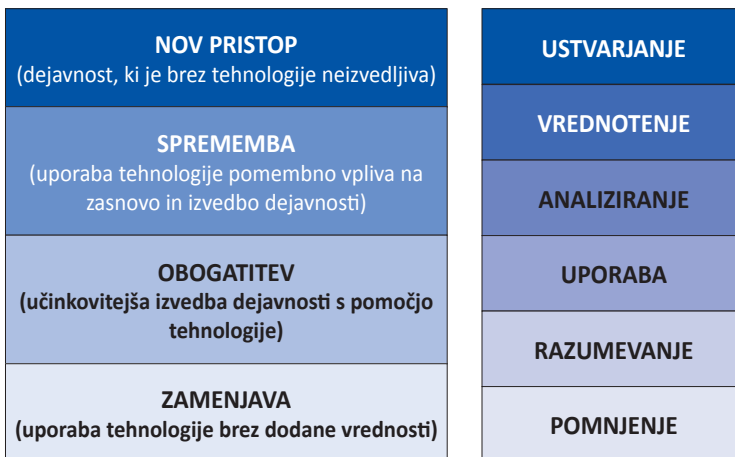 NOV PRISTOP
(dejavnost, ki je brez tehnologije neizvedljiva)
SPREMEMBA
(uporaba tehnologije pomembno vpliva na
zasnovo in izvedbo dejavnosti)
OBOGATITEV
(učinkovitejša izvedba dejavnosti s pomočjo
tehnologije)
ZAMENJAVA
(uporaba tehnologije brez dodane vrednosti)
USTVARJANJE
VREDNOTENJE
ANALIZIRANJE
UPORABA
RAZUMEVANJE
POMNJENJE